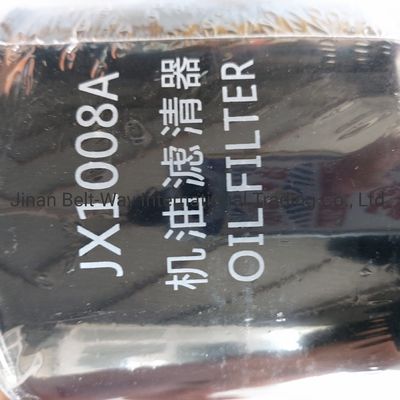 JX1008A
机油滤清器
OIL FILTER
Jinan Belt-Way International Trading Co., Ltd.